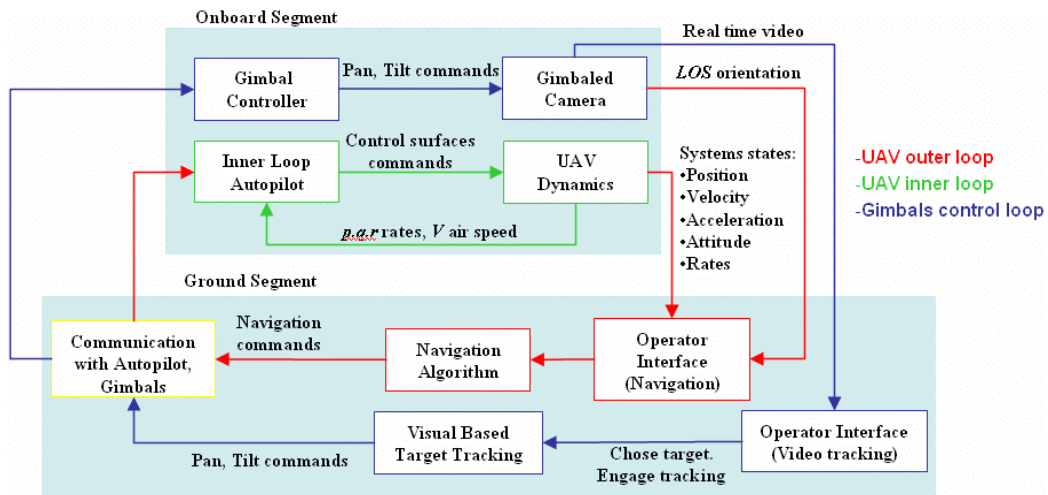 Onboard Segment
Real time video
Gimbal
Controller
Pan, Tilt commands
Gimbaled
Camera
LOS orientation
Inner Loop
Autopilot
Control surfaces
commands
UAV
Dynamics
p.q.r rates, V air speed
Systems states:
•Position
•Velocity
•Acceleration
•Attitude
•Rates
-UAV outer loop
-UAV inner loop
-Gimbals control loop
Ground Segment
Communication
with Autopilot,
Gimbals
Navigation
commands
Navigation
Algorithm
Operator
Interface
(Navigation)
Pan, Tilt commands
Visual Based
Target Tracking
Chose target.
Engage tracking
Operator Interface
(Video tracking)